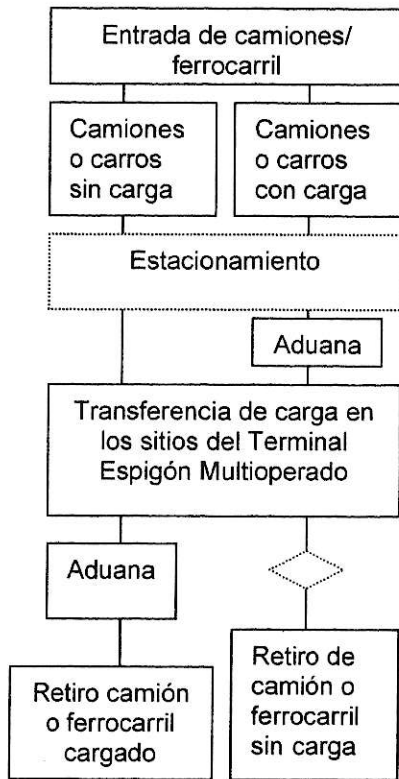 Entrada de camiones/
ferrocarril
Camiones
o carros
sin carga
Camiones
o carros
con carga
Estacionamiento
Aduana
Transferencia de carga en
los sitios del Terminal
Espigón Multioperado
Aduana
Retiro camión
o ferrocarril
cargado
Retiro de
camión o
ferrocarril
sin carga